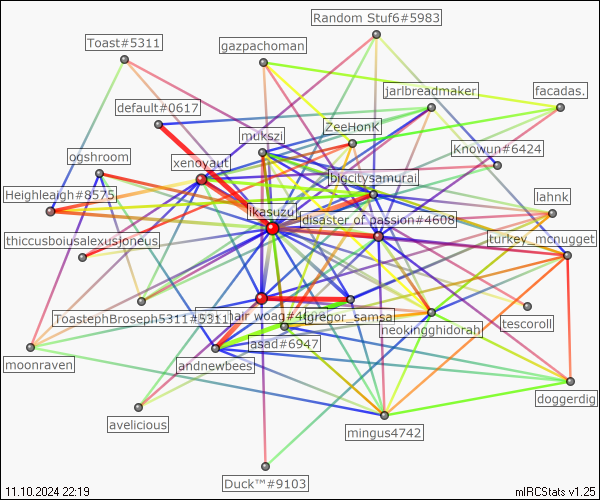 Random Stuf6#5983
Toast#5311
gazpachoman
jarlbreadmaker
facadas.
default#0617
ZeeHonk
mukszi
Knowun#6424
ogshroom
xenoyaut
bigcitysamurai
Heighleaigh#8575
lahnk
ikasuzu
disaster of passion#4608
thiccusboiusalexusjoneus
turkey_mcnugget
ToastephBroseph5311#5311
hair woag#4
gregor_samsa
tescoroll
neokingghidorah
asad#6947
moonraven
andnewbees
doggerdig
avelicious
mingus4742
Duck™#9103
11.10.2024 22:19
mIRCStats v1.25